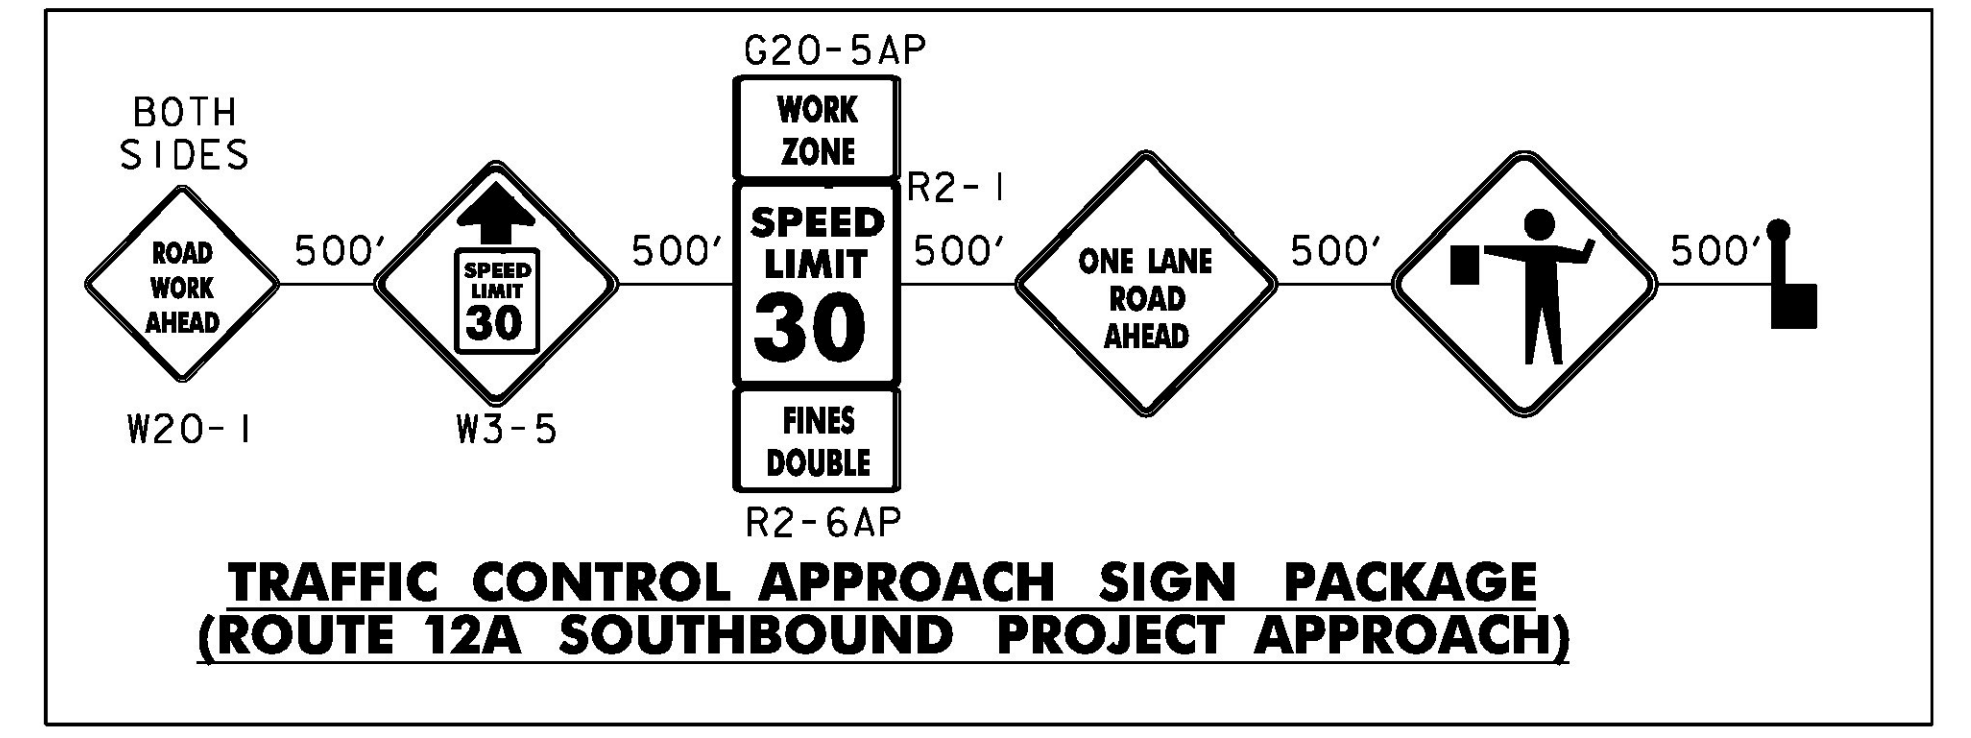 BOTH
SIDES
ROAD
WORK
AHEAD
W20-1
500'
SPEED
LIMIT
30
W3-5
500'
G20-5AP
WORK
ZONE
R2-1
SPEED
LIMIT
30
FINES
DOUBLE
R2-6AP
500'
ONE LANE
ROAD
AHEAD
500'
500'
TRAFFIC CONTROL APPROACH SIGN PACKAGE
(ROUTE 12A SOUTHBOUND PROJECT APPROACH)